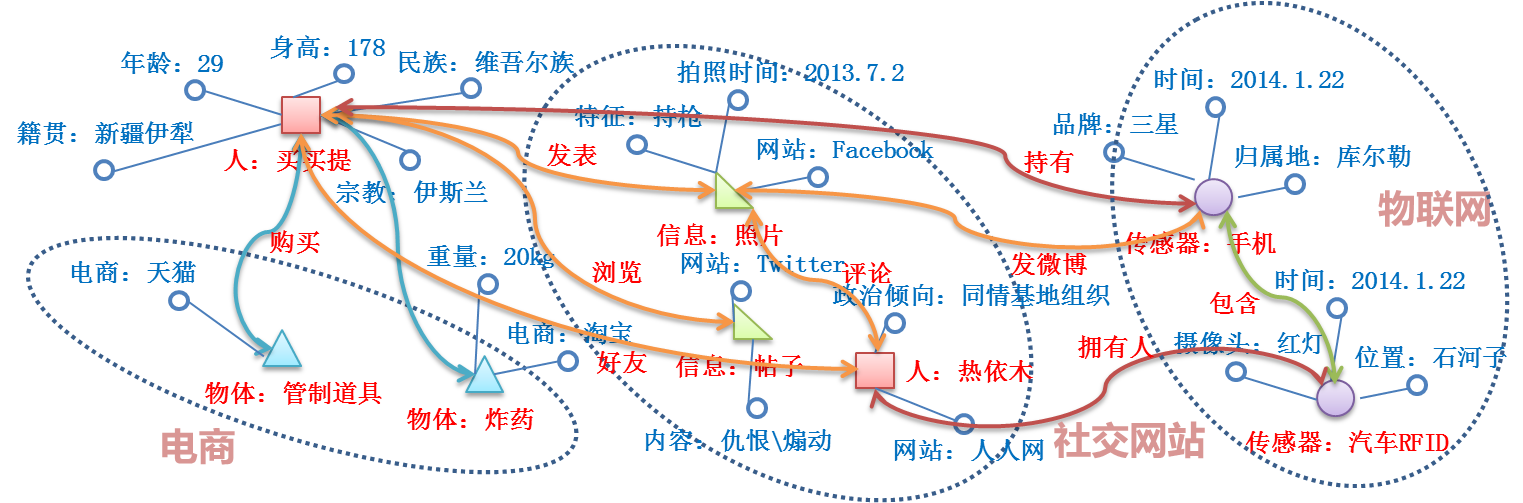 身高：178
年龄：29
民族：维吾尔族
籍贯：新疆伊犁
人：买买提
宗教：伊斯兰
拍照时间：2013.7.2
特征：持枪
网站：Facebook
发表
信息：照片
时间：2014.1.22
品牌：三星
归属地：库尔勒
持有
物联网
传感器：手机
购买
电商：天猫
重量：20kg
电商：淘宝
物体：管制道具
物体：炸药
电商
浏览
网站：Twitter
评论
发微博
政治倾向：同情基地组织
好友
信息：帖子
人：热依木
内容：仇恨\煽动
网站：人人网
社交网站
包含
时间：2014.1.22
拥有人
摄像头：红灯
位置：石河子
传感器：汽车RFID